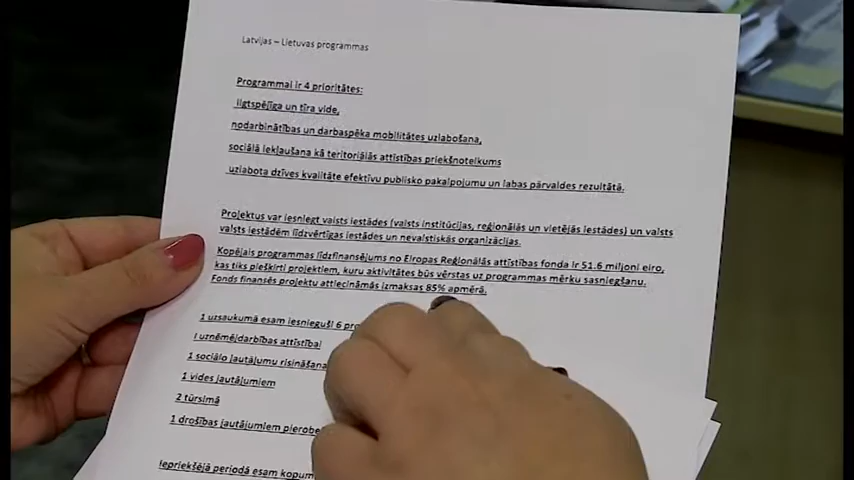 Latvijas – Lietuvas programmas
Programmai ir 4 prioritātes:
ilgtspējīga un tīra vide,
nodarbinātības un darbaspēka mobilitātes uzlabošana,
sociālā iekļaušana kā teritoriālās attīstības priekšnoteikums
uzlabota dzīves kvalitāte efektīvu publisko pakalpojumu un labas pārvaldes rezultātā.
Projektus var iesniegt valsts iestādes (valsts institūcijas, reģionālās un vietējās iestādes) un valsts
valsts iestādēm līdzvērtīgas iestādes un nevalstiskās organizācijas.
Kopējais programmas līdzfinansējums no Eiropas Reģionālās attīstības fonda ir 51.6 miljoni eiro,
kas tiks piešķirti projektiem, kuru aktivitātes būs vērstas uz programmas mērķu sasniegšanu.
Fonds finansēs projektu attiecināmās izmaksas 85% apmērā.
1 uzsaukumā esam iesnieguši 6
1 uzņēmējdarbības attīstībai
1 sociālo jautājumu risināšana
1 vides jautājumiem
2 tūrismā
1 drošības jautājumiem
Iepriekšējā periodā esam